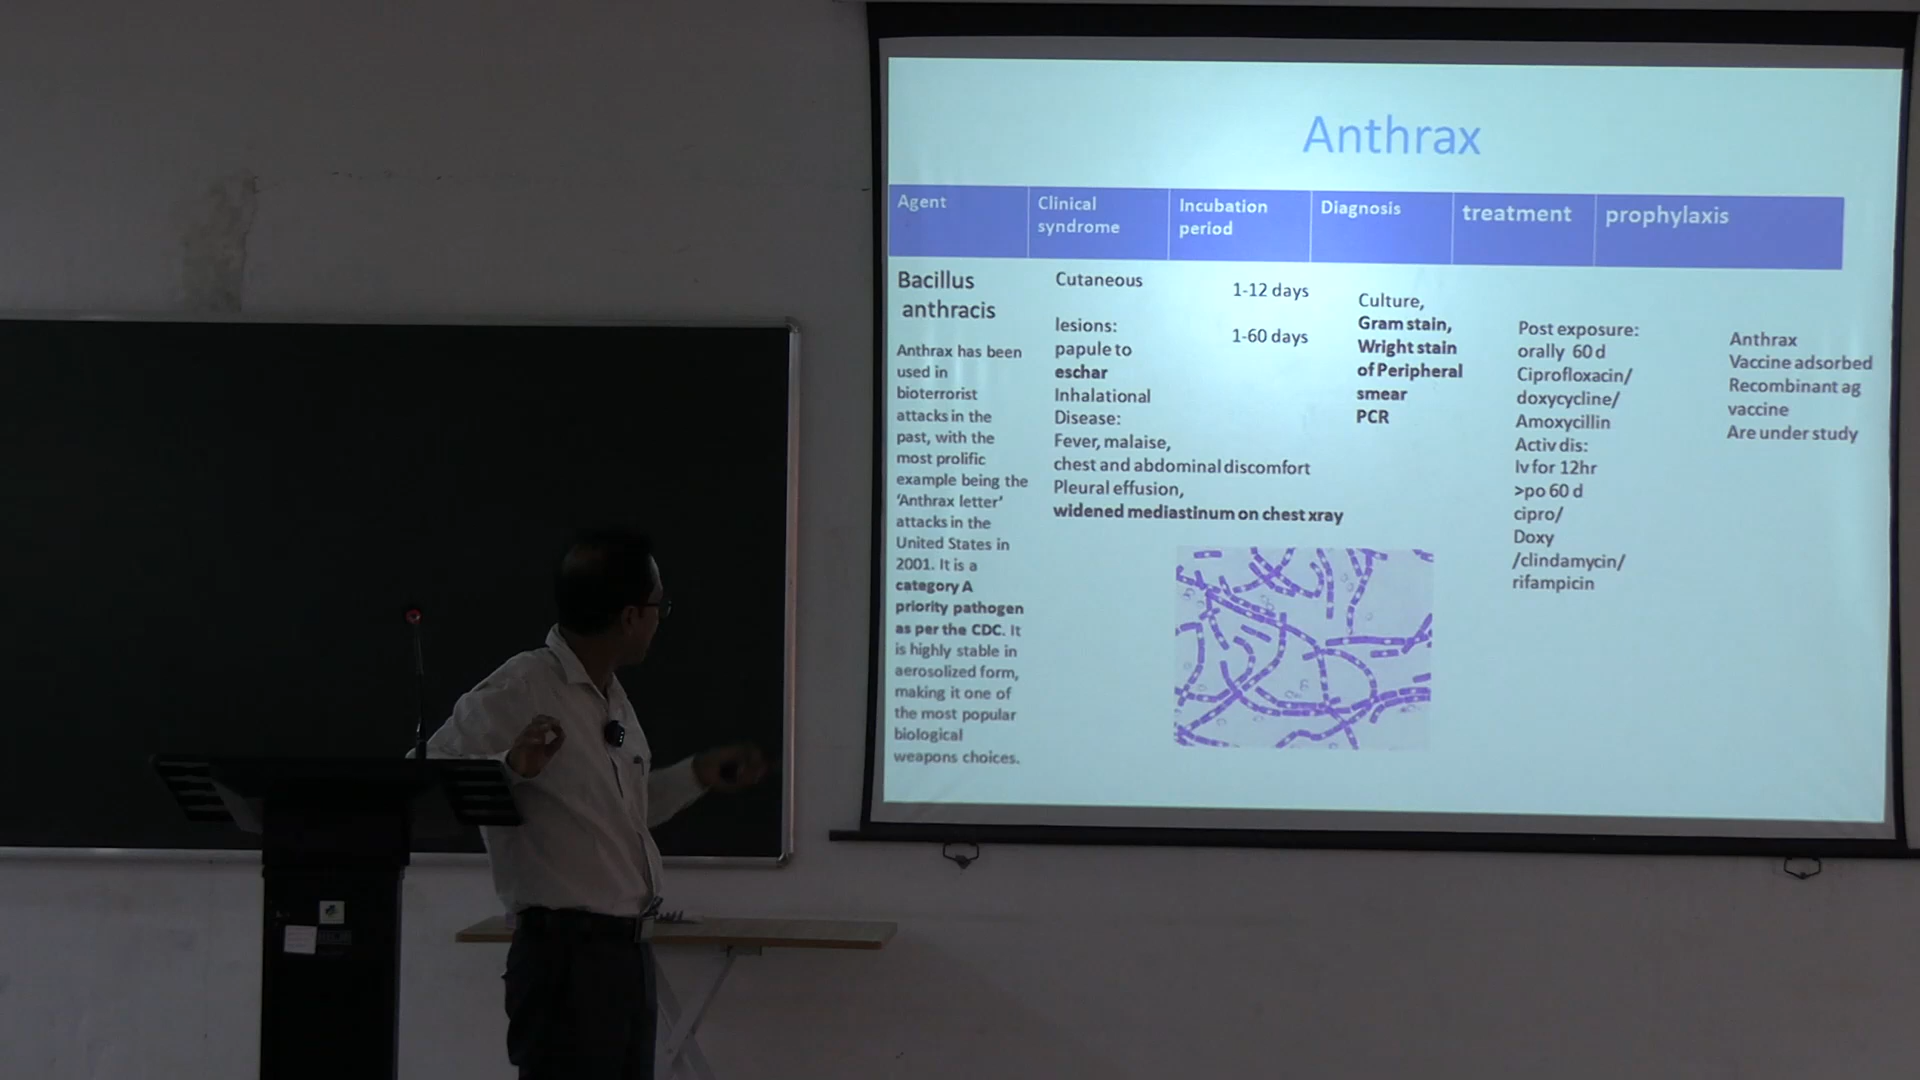 Anthrax
Agent
Clinical
syndrome
Incubation
period
Diagnosis
treatment
prophylaxis
Bacillus
anthracis
Anthrax has been
used in
bioterrorist
attacks in the
past, with the
most prolific
example being the
‘Anthrax letter’
attacks in the
United States in
2001. It is a
category A
priority pathogen
as per the CDC. It
is highly stable in
aerosolized form,
making it one of
the most popular
biological
weapons choices.
Cutaneous
lesions:
papule to
eschar
Inhalational
Disease:
Fever, malaise,
chest and abdominal discomfort
Pleural effusion,
widened mediastinum on chest xray
1-12 days
1-60 days
Culture,
Gram stain,
Wright stain
of Peripheral
smear
PCR
Post exposure:
orally 60 d
Ciprofloxacin/
doxycycline/
Amoxycillin
Activ dis:
Iv for 12hr
>po 60 d
cipro/
Doxy
/clindamycin/
rifampicin
Anthrax
Vaccine adsorbed
Recombinant ag
vaccine
Are under study